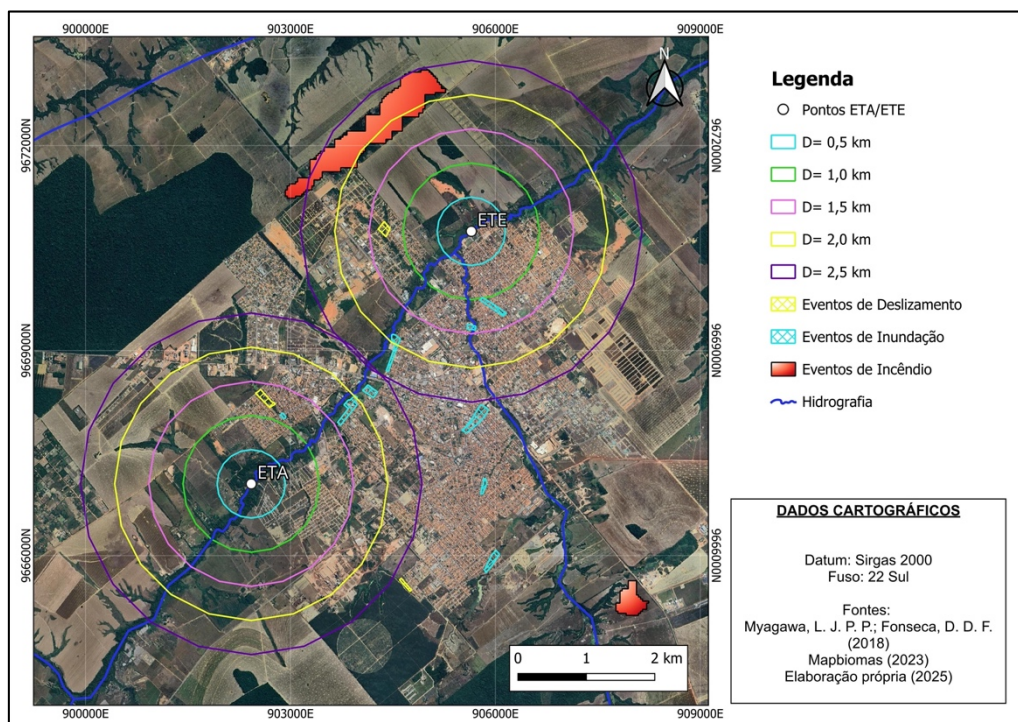 900000E 903000E 906000E 909000E
N
9672000N 9672000N
9669000N 9669000N
9666000N 9666000N
ETE
ETA
0 1 2 km
900000E 903000E 906000E 909000E
Legenda
Pontos ETA/ETE
D= 0,5 km
D= 1,0 km
D= 1,5 km
D= 2,0 km
D= 2,5 km
Eventos de Deslizamento
Eventos de Inundação
Eventos de Incêndio
Hidrografia
DADOS CARTOGRÁFICOS
Datum: Sirgas 2000
Fuso: 22 Sul
Fontes:
Myagawa, L. J. P. P.; Fonseca, D. D. F.
(2018)
Mapbiomas (2023)
Elaboração própria (2025)